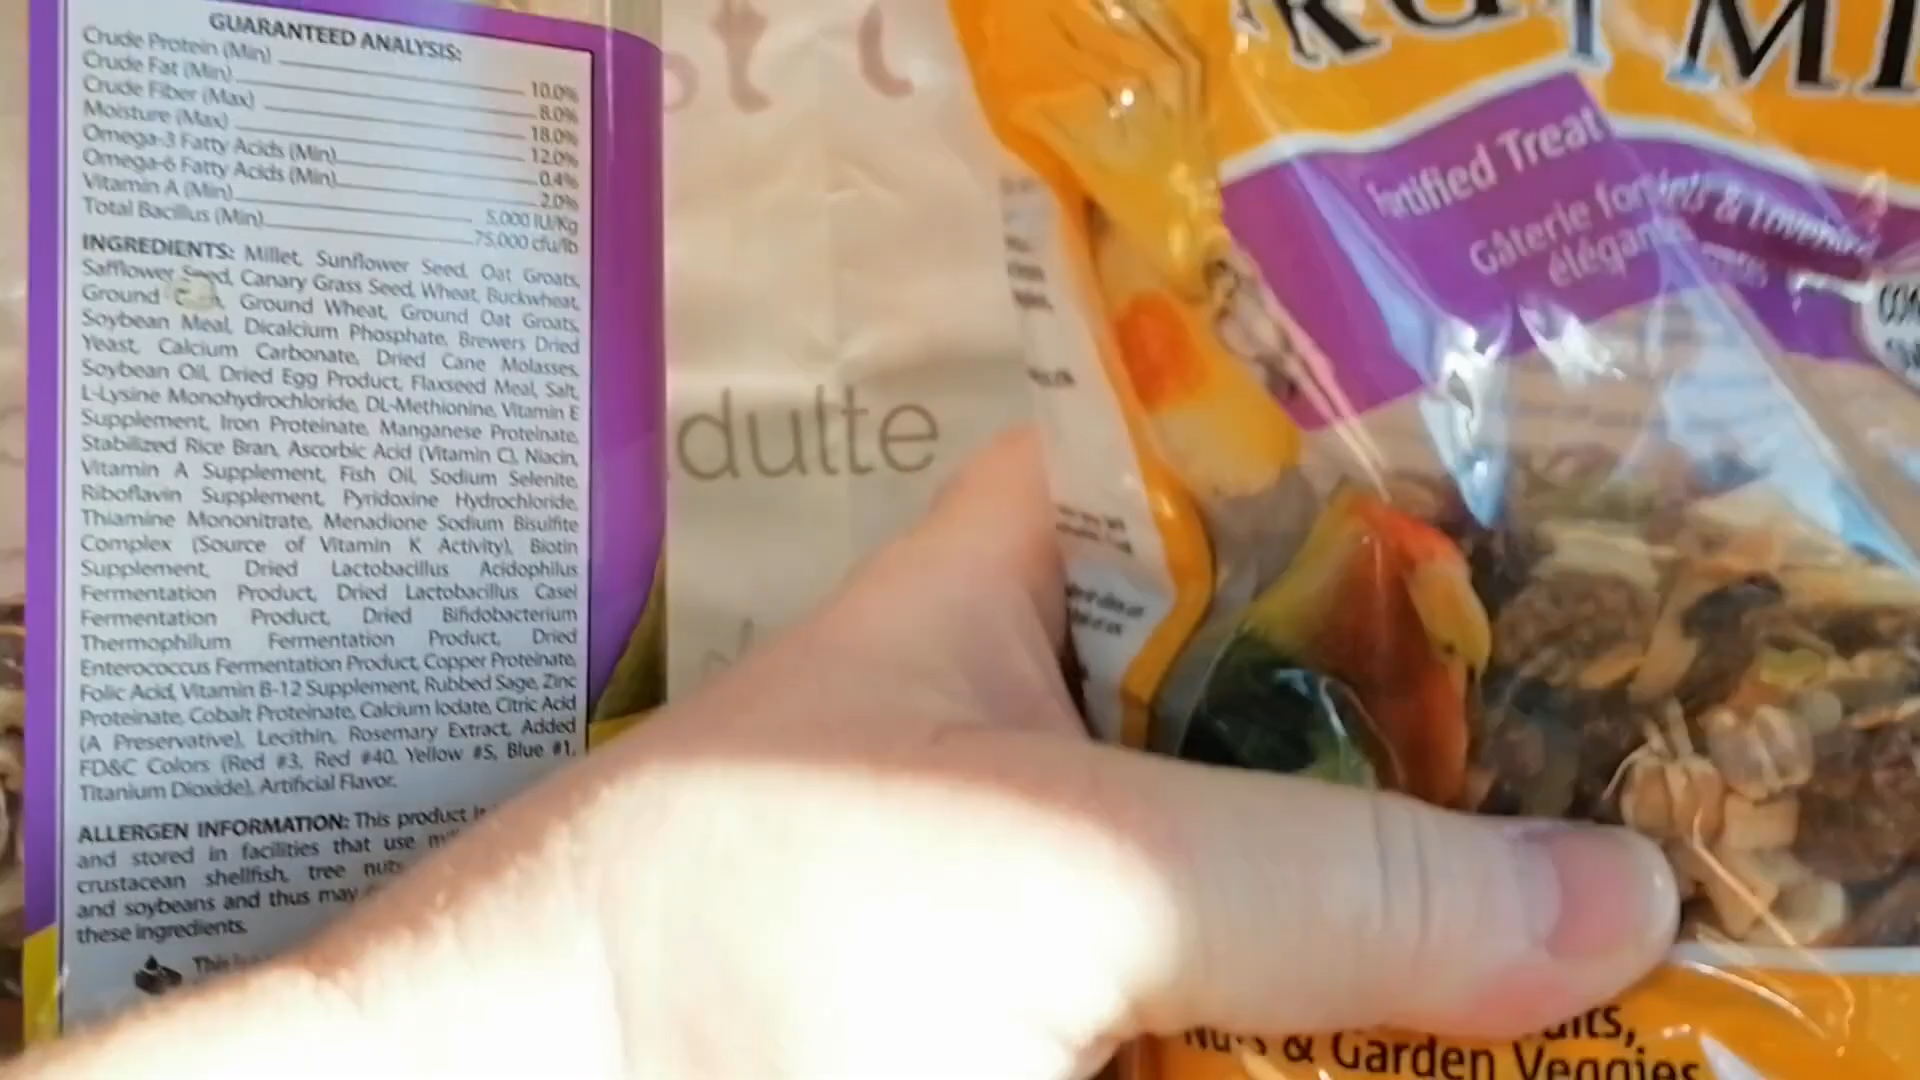 GUARANTEED ANALYSIS:
Crude Protein (Min) 10.0%
Crude Fat (Min) 8.0%
Crude Fiber (Max) 18.0%
Moisture (Max) 12.0%
Omega-3 Fatty Acids (Min) 0.4%
Omega-6 Fatty Acids (Min) 2.0%
Vitamin A (Min) 5,000 IU/Kg
Total Bacillus (Min) 75,000 cfu/lb
INGREDIENTS: Millet, Sunflower Seed, Oat Groats,
Safflower Seed, Canary Grass Seed, Wheat, Buckwheat,
Ground Ground Wheat, Ground Oat Groats,
Soybean Meal, Dicalcium Phosphate, Brewers Dried
Yeast, Calcium Carbonate, Dried Cane Molasses,
Soybean Oil, Dried Egg Product, Flaxseed Meal, Salt,
L-Lysine Monohydrochloride, DL-Methionine, Vitamin E
Supplement, Iron Proteinate, Manganese Proteinate,
Stabilized Rice Bran, Ascorbic Acid (Vitamin C), Niacin,
Vitamin A Supplement, Fish Oil, Sodium Selenite,
Riboflavin Supplement, Pyridoxine Hydrochloride,
Thiamine Mononitrate, Menadione Sodium Bisulfite
Complex (Source of Vitamin K Activity), Biotin
Supplement, Dried Lactobacillus Acidophilus
Fermentation Product, Dried Lactobacillus Casei
Fermentation Product, Dried Bifidobacterium
Thermophilum Fermentation Product, Dried
Enterococcus Fermentation Product, Copper Proteinate,
Folic Acid, Vitamin B-12 Supplement, Rubbed Sage, Zinc
Proteinate, Cobalt Proteinate, Calcium Iodate, Citric Acid
(A Preservative), Lecithin, Rosemary Extract, Added
FD&C Colors (Red #3, Red #40, Yellow #5, Blue #1,
Titanium Dioxide), Artificial Flavor.
ALLERGEN INFORMATION: This product
and stored in facilities that use
crustacean shellfish, tree nuts
and soybeans and thus may
these ingredients.
This
dulte
Treat
Gâterie
& Garden Veggies